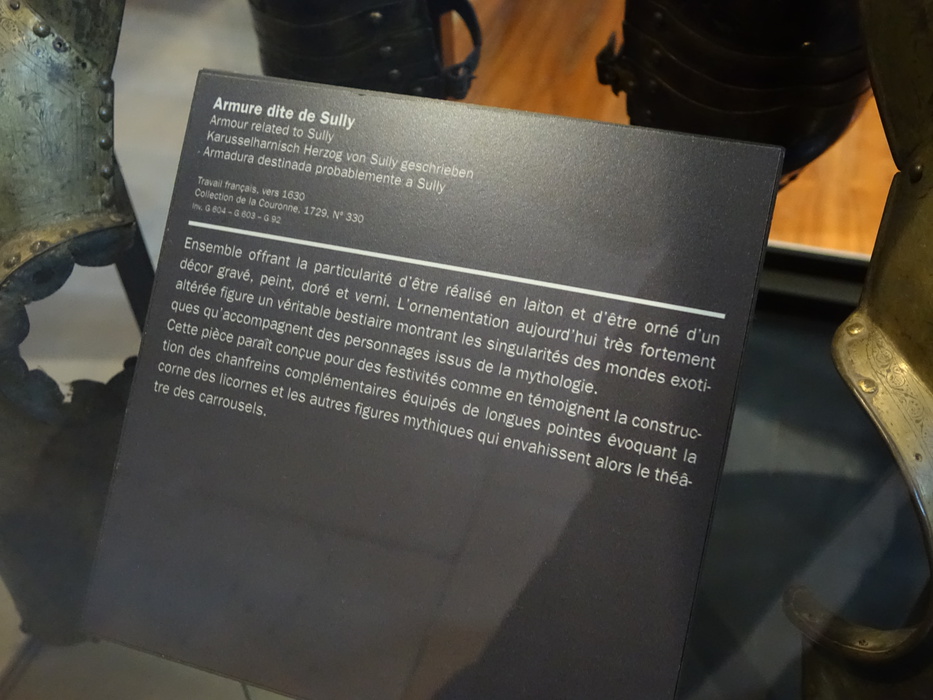 Armure dite de Sully
Armour related to Sully
Karusselharnisch Herzog von Sully geschrieben
Armadura destinada probablemente a Sully
Travail français, vers 1630
Collection de la Couronne, 1729, N° 330
Inv. G 604 – G 603 – G 92
Ensemble offrant la particularité d'être réalisé en laiton et d'être orné d'un
décor gravé, peint, doré et verni. L'ornementation aujourd'hui très fortement
altérée figure un véritable bestiaire montrant les singularités des mondes exoti-
ques qu'accompagnent des personnages issus de la mythologie.
Cette pièce paraît conçue pour des festivités comme en témoignent la construc-
tion des chanfreins complémentaires équipés de longues pointes évoquant la
corne des licornes et les autres figures mythiques qui envahissent alors le théâ-
tre des carrousels.